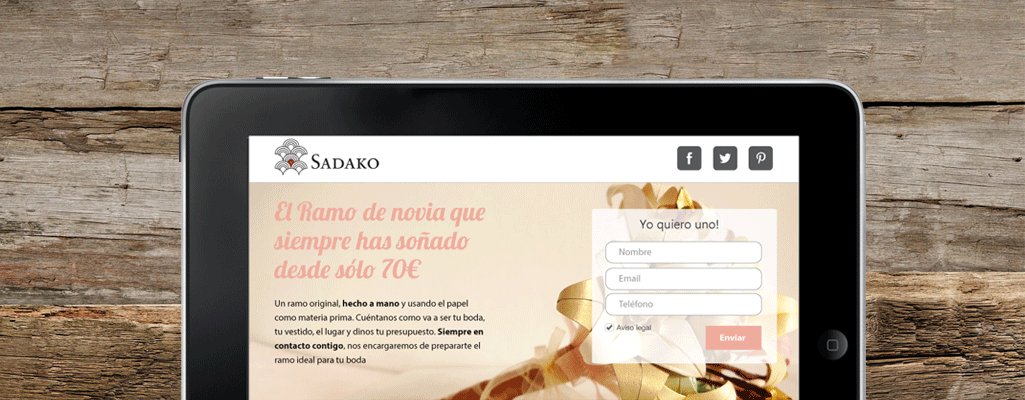 SADAKO
El Ramo de novia que
siempre has soñado
desde sólo 70€
Un ramo original, hecho a mano y usando el papel
como materia prima. Cuéntanos como va a ser tu boda,
tu vestido, el lugar y dinos tu presupuesto. Siempre en
contacto contigo, nos encargaremos de prepararte el
ramo ideal para tu boda
Yo quiero uno!
Nombre
Email
Teléfono
Aviso legal
Enviar